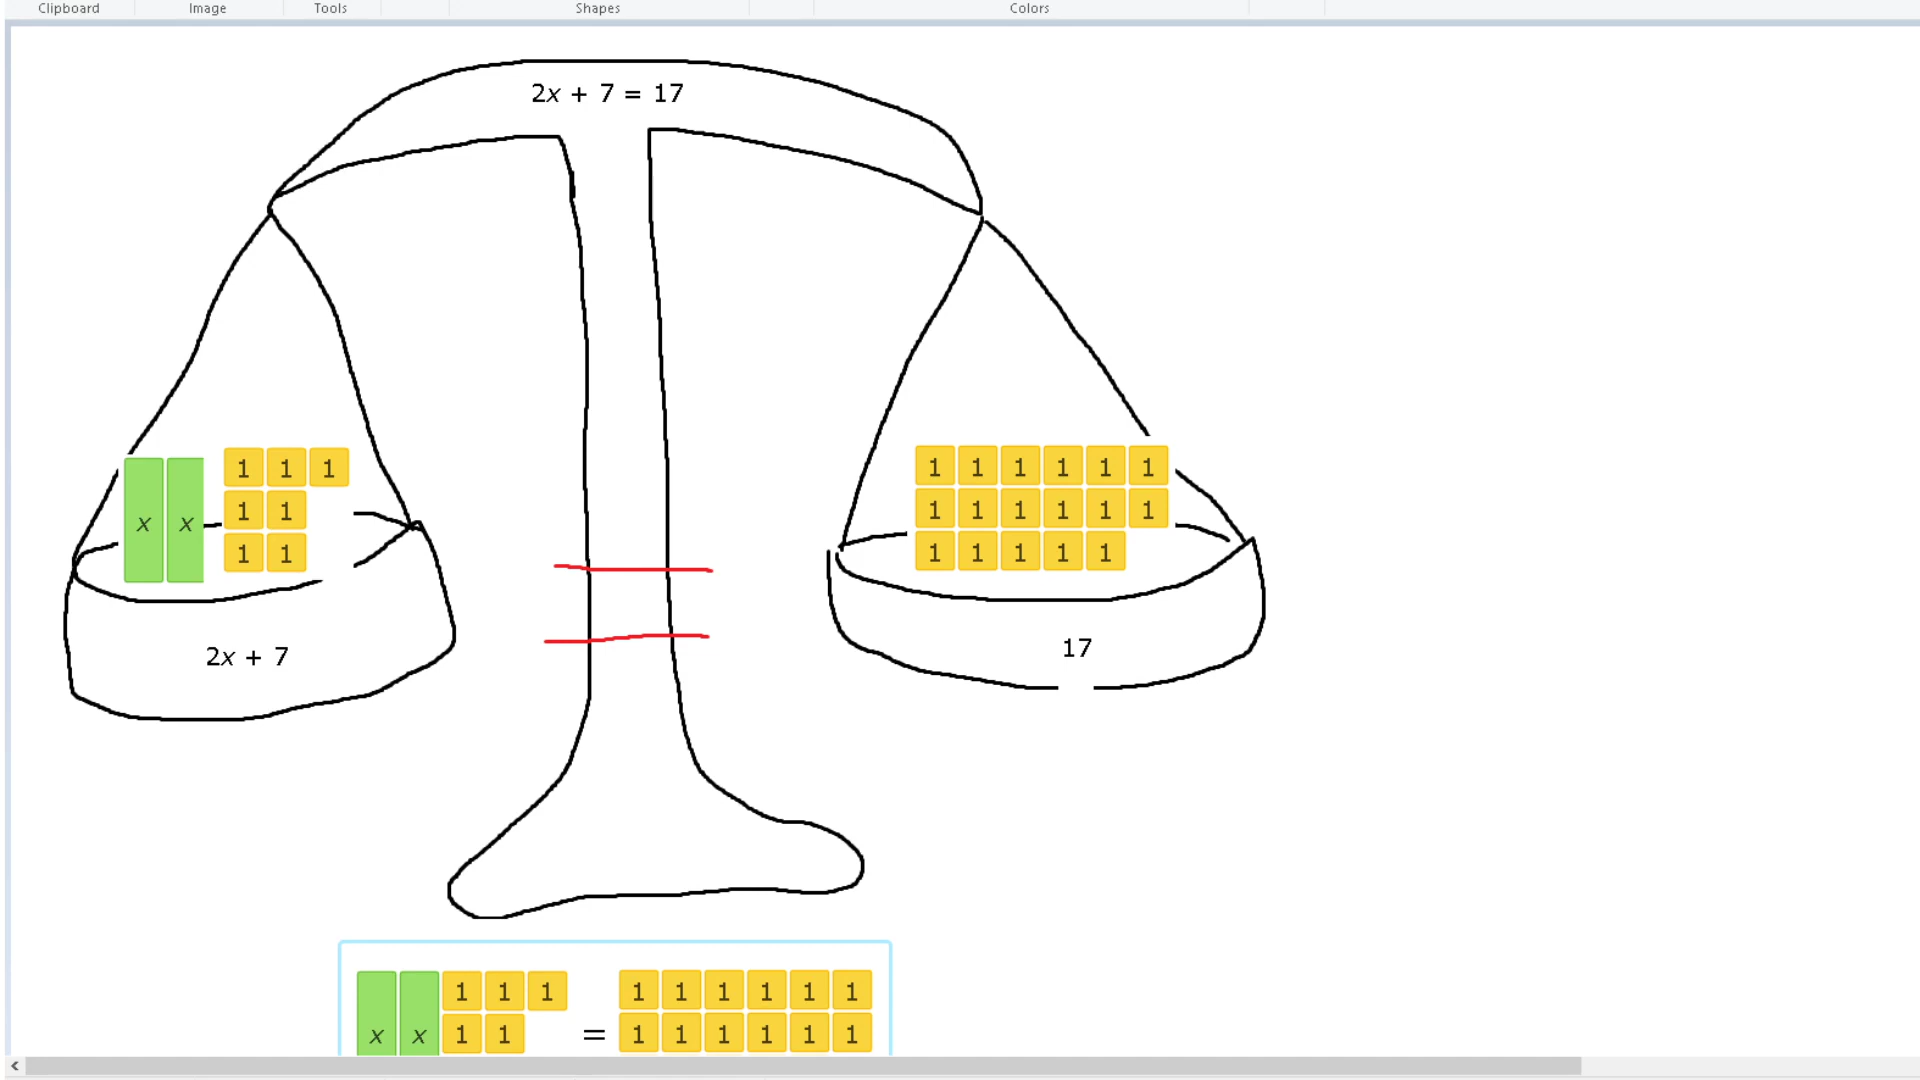 Clipboard Image Tools Shapes Colors
2x + 7 = 17
x x 1 1 1
1 1
1 1
1 1 1 1 1 1
1 1 1 1 1 1
1 1 1 1 1
2x + 7
17
x x 1 1 1
1 1
=
1 1 1 1 1 1
1 1 1 1 1 1